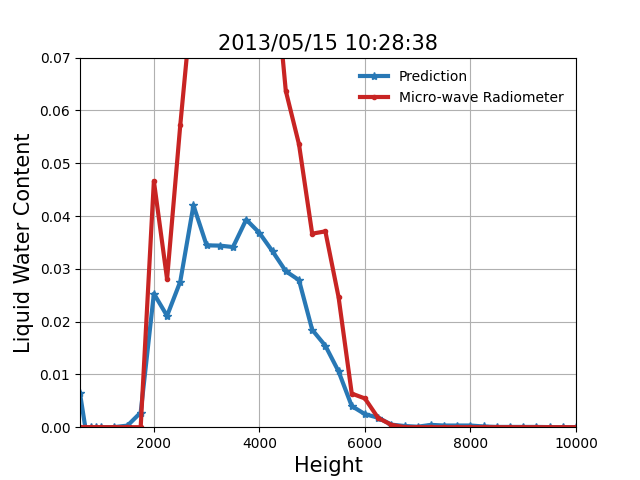 2013/05/15 10:28:38
0.07
0.06
0.05
0.04
0.03
0.02
0.01
0.00
Liquid Water Content
Prediction
Micro-wave Radiometer
2000 4000 6000 8000 10000
Height